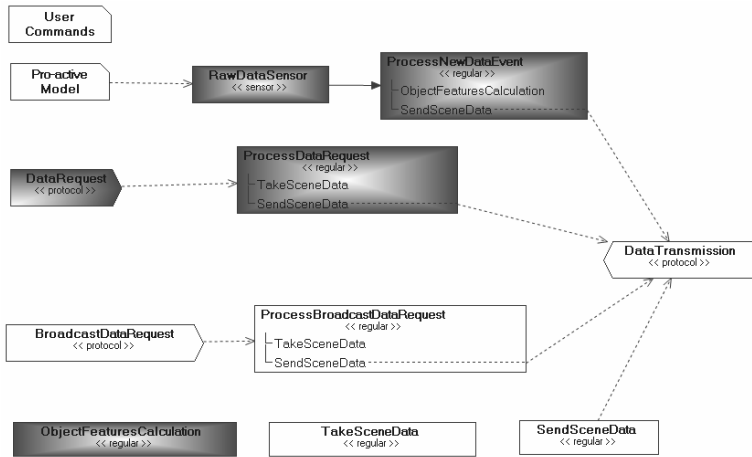 User
Commands
Pro-active
Model
RawDataSensor
<< sensor >>
ProcessNewDataEvent
<< regular >>
ObjectFeaturesCalculation
SendSceneData
DataRequest
<< protocol >>
ProcessDataRequest
<< regular >>
TakeSceneData
SendSceneData
DataTransmission
<< protocol >>
BroadcastDataRequest
<< protocol >>
ProcessBroadcastDataRequest
<< regular >>
TakeSceneData
SendSceneData
ObjectFeaturesCalculation
<< regular >>
TakeSceneData
<< regular >>
SendSceneData
<< regular >>